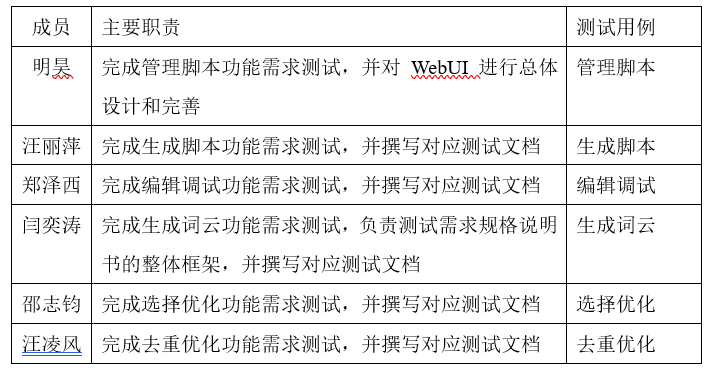 成员 主要职责 测试用例
明昊 完成管理脚本功能需求测试，并对 WebUI 进行总体 管理脚本
设计和完善
汪丽萍 完成生成脚本功能需求测试，并撰写对应测试文档 生成脚本
郑泽西 完成编辑调试功能需求测试，并撰写对应测试文档 编辑调试
闫奕涛 完成生成词云功能需求测试，负责测试需求规格说明 生成词云
书的整体框架，并撰写对应测试文档
邵志钧 完成选择优化功能需求测试，并撰写对应测试文档 选择优化
汪凌风 完成去重优化功能需求测试，并撰写对应测试文档 去重优化